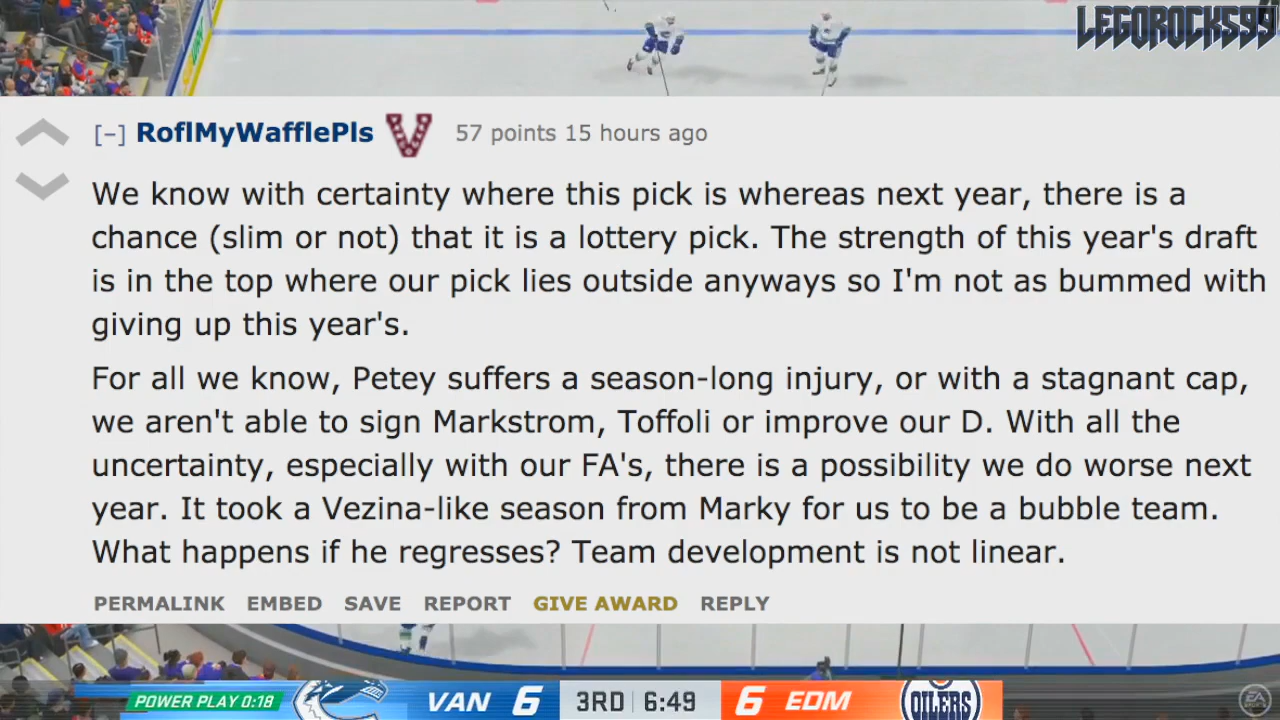 LEGOROCKS99
[–] RoflMyWafflePls V 57 points 15 hours ago
We know with certainty where this pick is whereas next year, there is a
chance (slim or not) that it is a lottery pick. The strength of this year's draft
is in the top where our pick lies outside anyways so I'm not as bummed with
giving up this year's.
For all we know, Petey suffers a season-long injury, or with a stagnant cap,
we aren't able to sign Markstrom, Toffoli or improve our D. With all the
uncertainty, especially with our FA's, there is a possibility we do worse next
year. It took a Vezina-like season from Marky for us to be a bubble team.
What happens if he regresses? Team development is not linear.
PERMALINK EMBED SAVE REPORT GIVE AWARD REPLY
POWER PLAY 0:18 VAN 6 3RD 6:49 6 EDM OILERS
EA SPORTS